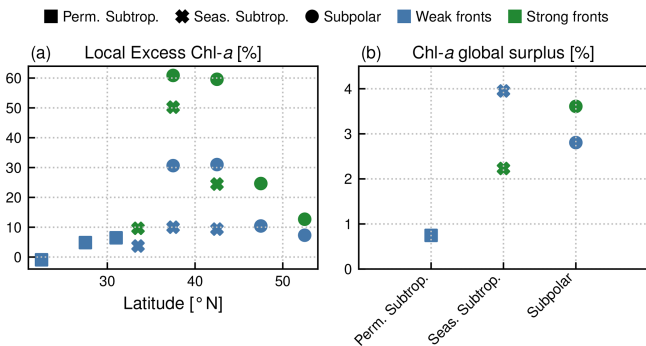 Perm. Subtrop. Seas. Subtrop. Subpolar Weak fronts Strong fronts
(a) Local Excess Chl-a [%]
60
50
40
30
20
10
0
30 40 50
Latitude [°N]
(b) Chl-a global surplus [%]
4
3
2
1
0
Perm. Subtrop.
Seas. Subtrop.
Subpolar